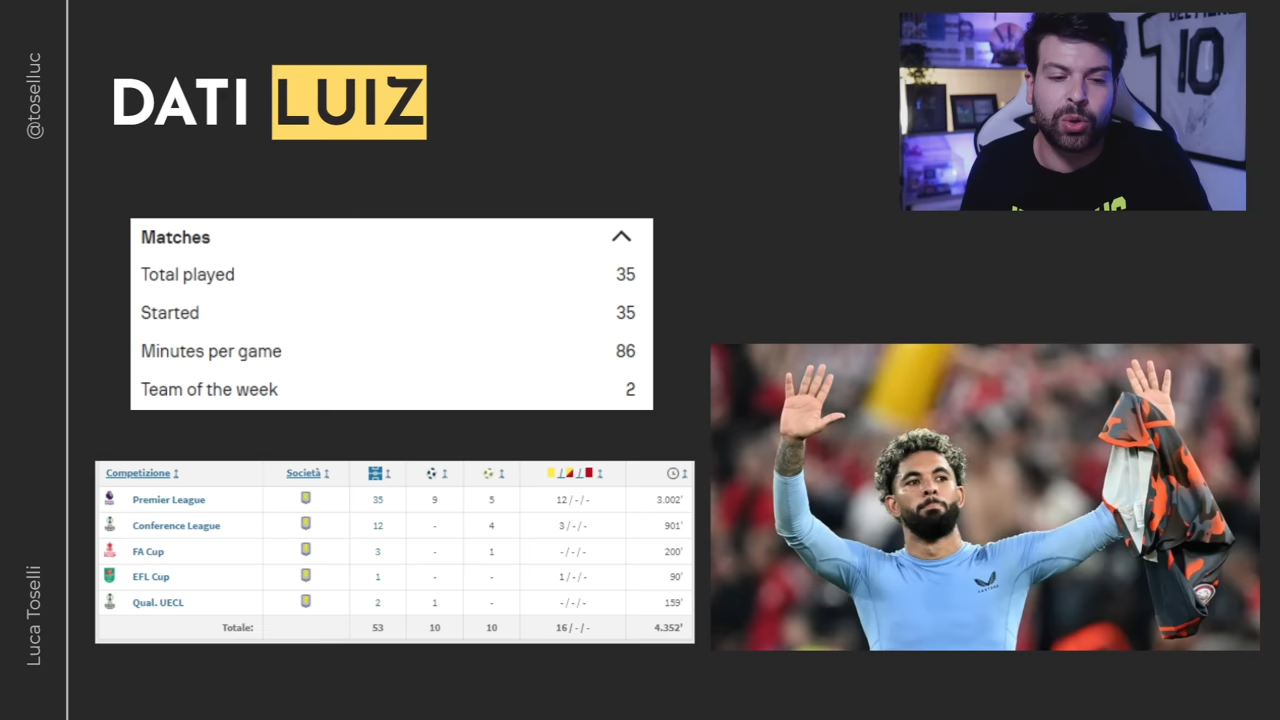 @toselluc
Luca Toselli
DATI LUIZ
Matches
Total played 35
Started 35
Minutes per game 86
Team of the week 2
Competizione Società
Premier League 35 9 5 12/-/- 3.002'
Conference League 12 - 4 3/-/- 901'
FA Cup 3 - 1 -/-/- 200'
EFL Cup 1 - - 1/-/- 90'
Qual. UECL 2 1 - -/-/- 159'
Totale: 53 10 10 16/-/- 4.352'
10